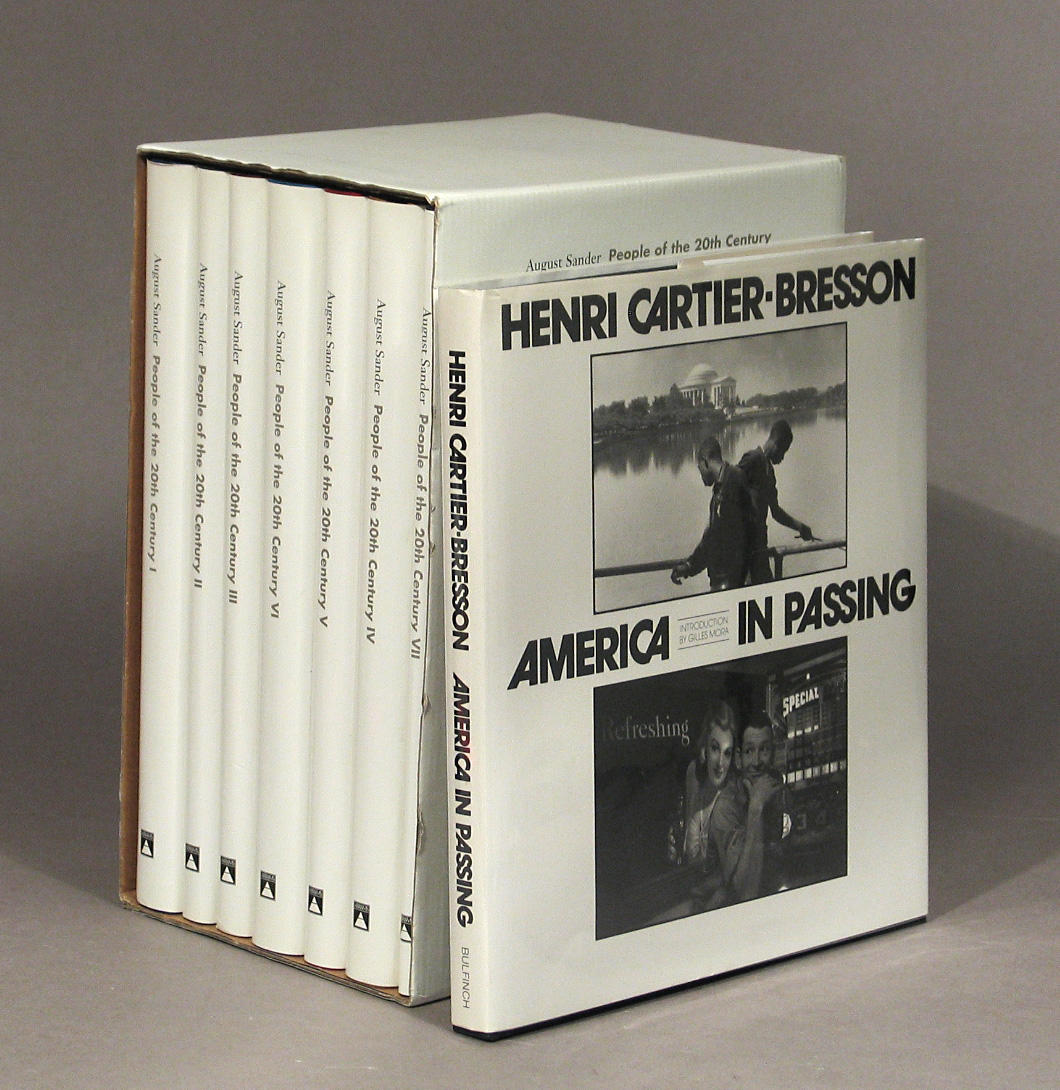 August Sander People of the 20th Century I
August Sander People of the 20th Century II
August Sander People of the 20th Century III
August Sander People of the 20th Century VI
August Sander People of the 20th Century V
August Sander People of the 20th Century IV
August Sander People of the 20th Century VII
August Sander People of the 20th Century
HENRI CARTIER-BRESSON AMERICA IN PASSING
BULFINCH
HENRI CARTIER-BRESSON
AMERICA
INTRODUCTION
BY GILLES MORA
IN PASSING
Refreshing
SPECIAL